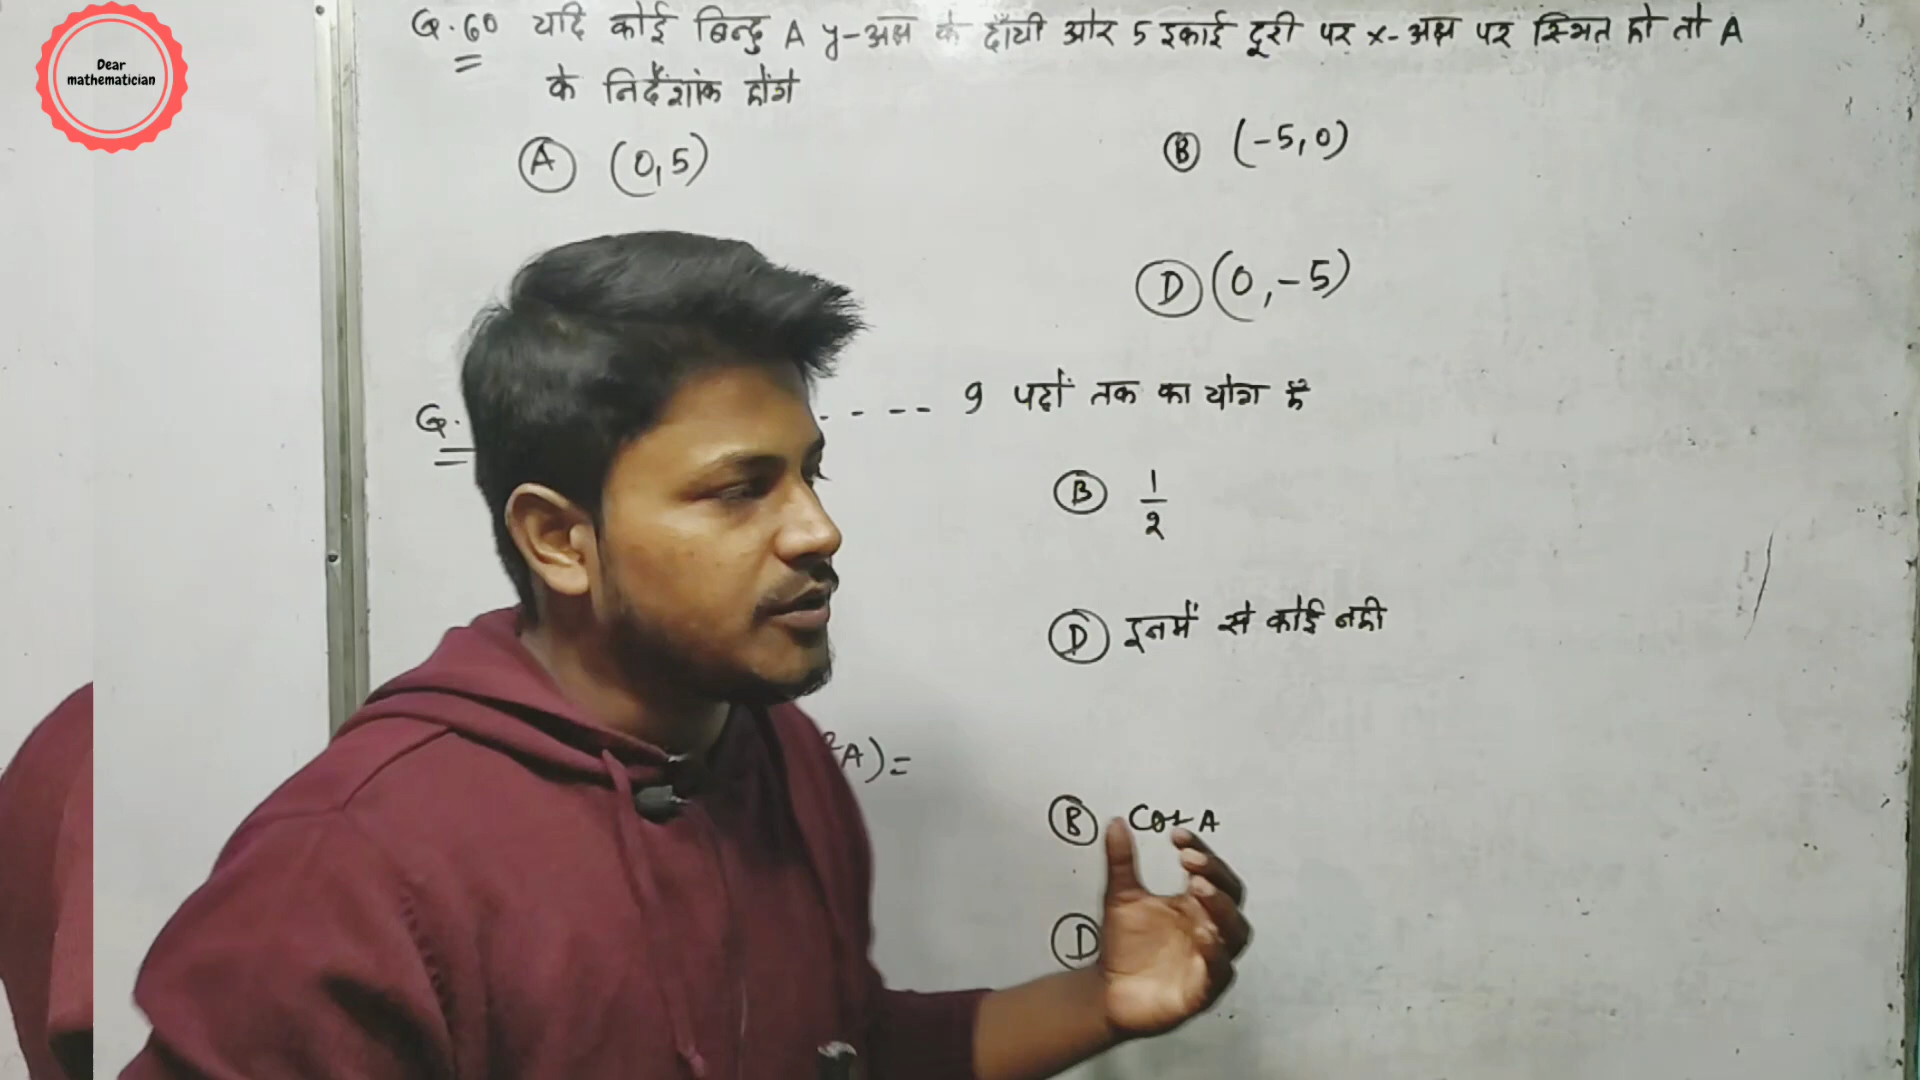 Dear
mathematician
Q.60 यदि कोई बिन्दु A y-अक्ष के दाँयी ओर 5 इकाई दूरी पर x-अक्ष पर स्थित हो तो A
के निर्देशांक होंगे
A (0,5)
B (-5,0)
D (0,-5)
Q. ---- 9 पदों तक का योग है
B 1/2
D इनमें से कोई नही
A)=
B Cos A
D